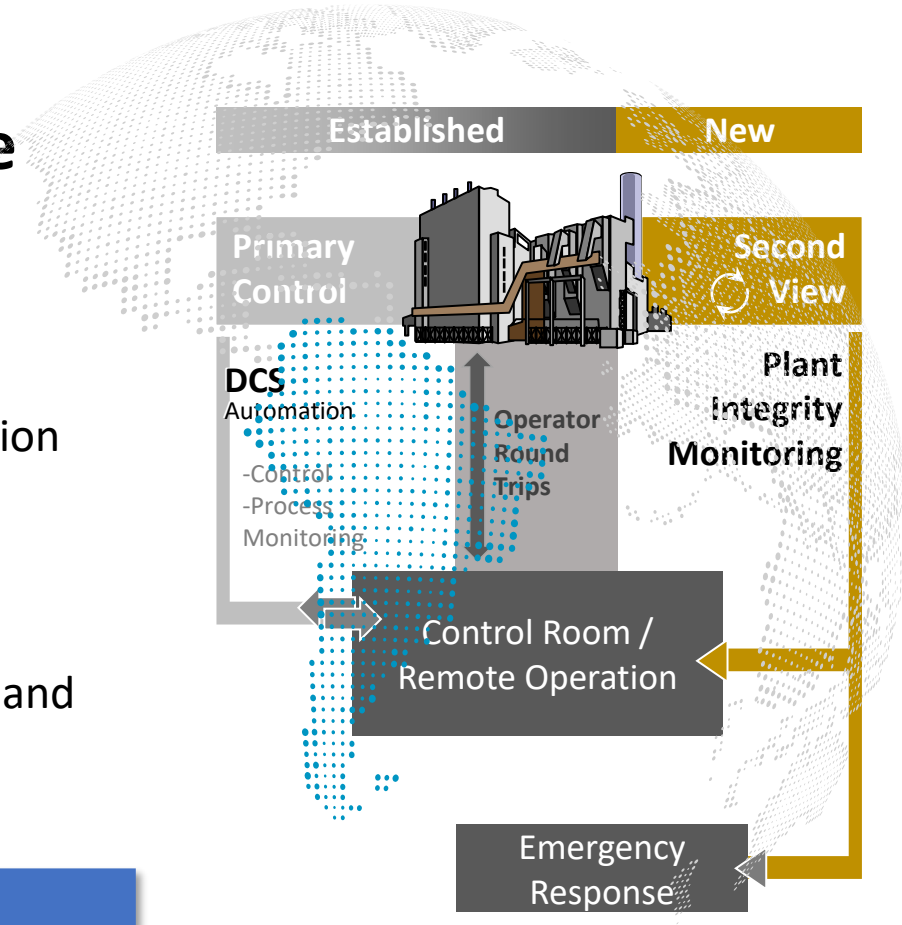 e
Established
New
Primary
Control
Second
View
DCS
Automation
-Control
-Process
Monitoring
Operator
Round
Trips
Plant
Integrity
Monitoring
ion
and
Control Room /
Remote Operation
Emergency
Response